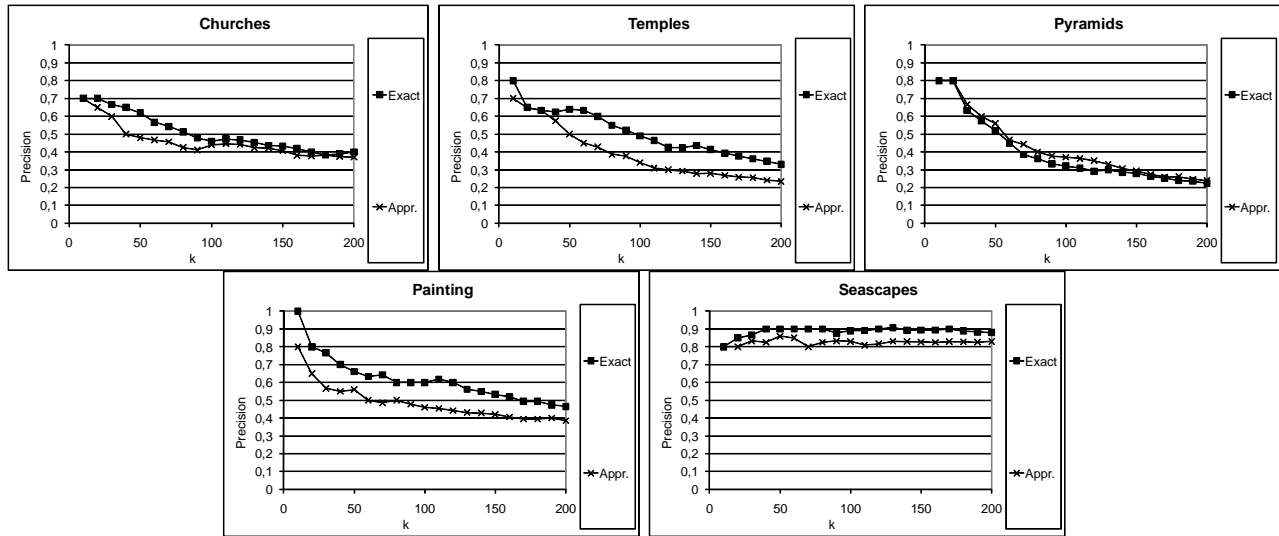 Churches
Precision
1
0,9
0,8
0,7
0,6
0,5
0,4
0,3
0,2
0,1
0
0 50 100 150 200
k
Exact
Appr.
Temples
Precision
1
0,9
0,8
0,7
0,6
0,5
0,4
0,3
0,2
0,1
0
0 50 100 150 200
k
Exact
Appr.
Pyramids
Precision
1
0,9
0,8
0,7
0,6
0,5
0,4
0,3
0,2
0,1
0
0 50 100 150 200
k
Exact
Appr.
Painting
Precision
1
0,9
0,8
0,7
0,6
0,5
0,4
0,3
0,2
0,1
0
0 50 100 150 200
k
Exact
Appr.
Seascapes
Precision
1
0,9
0,8
0,7
0,6
0,5
0,4
0,3
0,2
0,1
0
0 50 100 150 200
k
Exact
Appr.